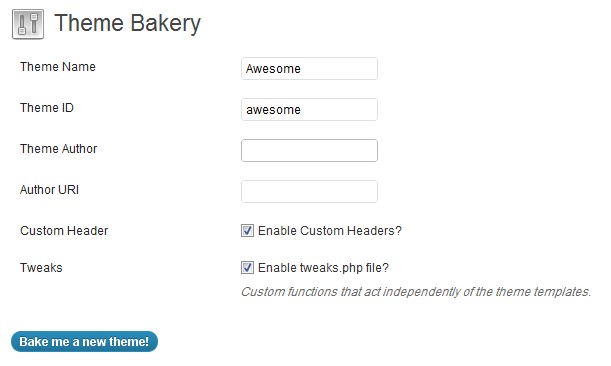 Theme Bakery
Theme Name Awesome
Theme ID awesome
Theme Author
Author URI
Custom Header Enable Custom Headers?
Tweaks Enable tweaks.php file?
Custom functions that act independently of the theme templates.
Bake me a new theme!